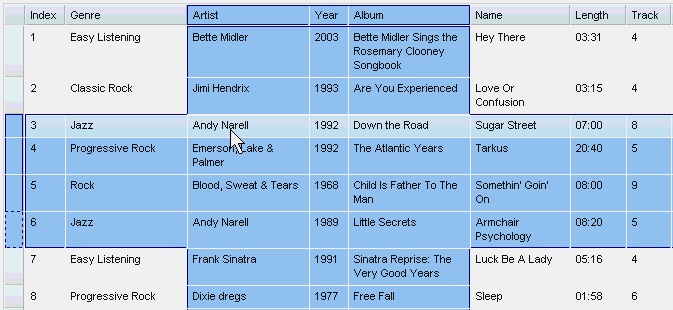 Index Genre Artist Year Album Name Length Track
1 Easy Listening Bette Midler 2003 Bette Midler Sings the Hey There 03:31 4
Rosemary Clooney
Songbook
2 Classic Rock Jimi Hendrix 1993 Are You Experienced Love Or 03:15 4
Confusion
3 Jazz Andy Narell 1992 Down the Road Sugar Street 07:00 8
4 Progressive Rock Emerson, Lake & 1992 The Atlantic Years Tarkus 20:40 5
Palmer
5 Rock Blood, Sweat & Tears 1968 Child Is Father To The Somethin' Goin' 08:00 9
Man On
6 Jazz Andy Narell 1989 Little Secrets Armchair 08:20 5
Psychology
7 Easy Listening Frank Sinatra 1991 Sinatra Reprise: The Luck Be A Lady 05:16 4
Very Good Years
8 Progressive Rock Dixie dregs 1977 Free Fall Sleep 01:58 6